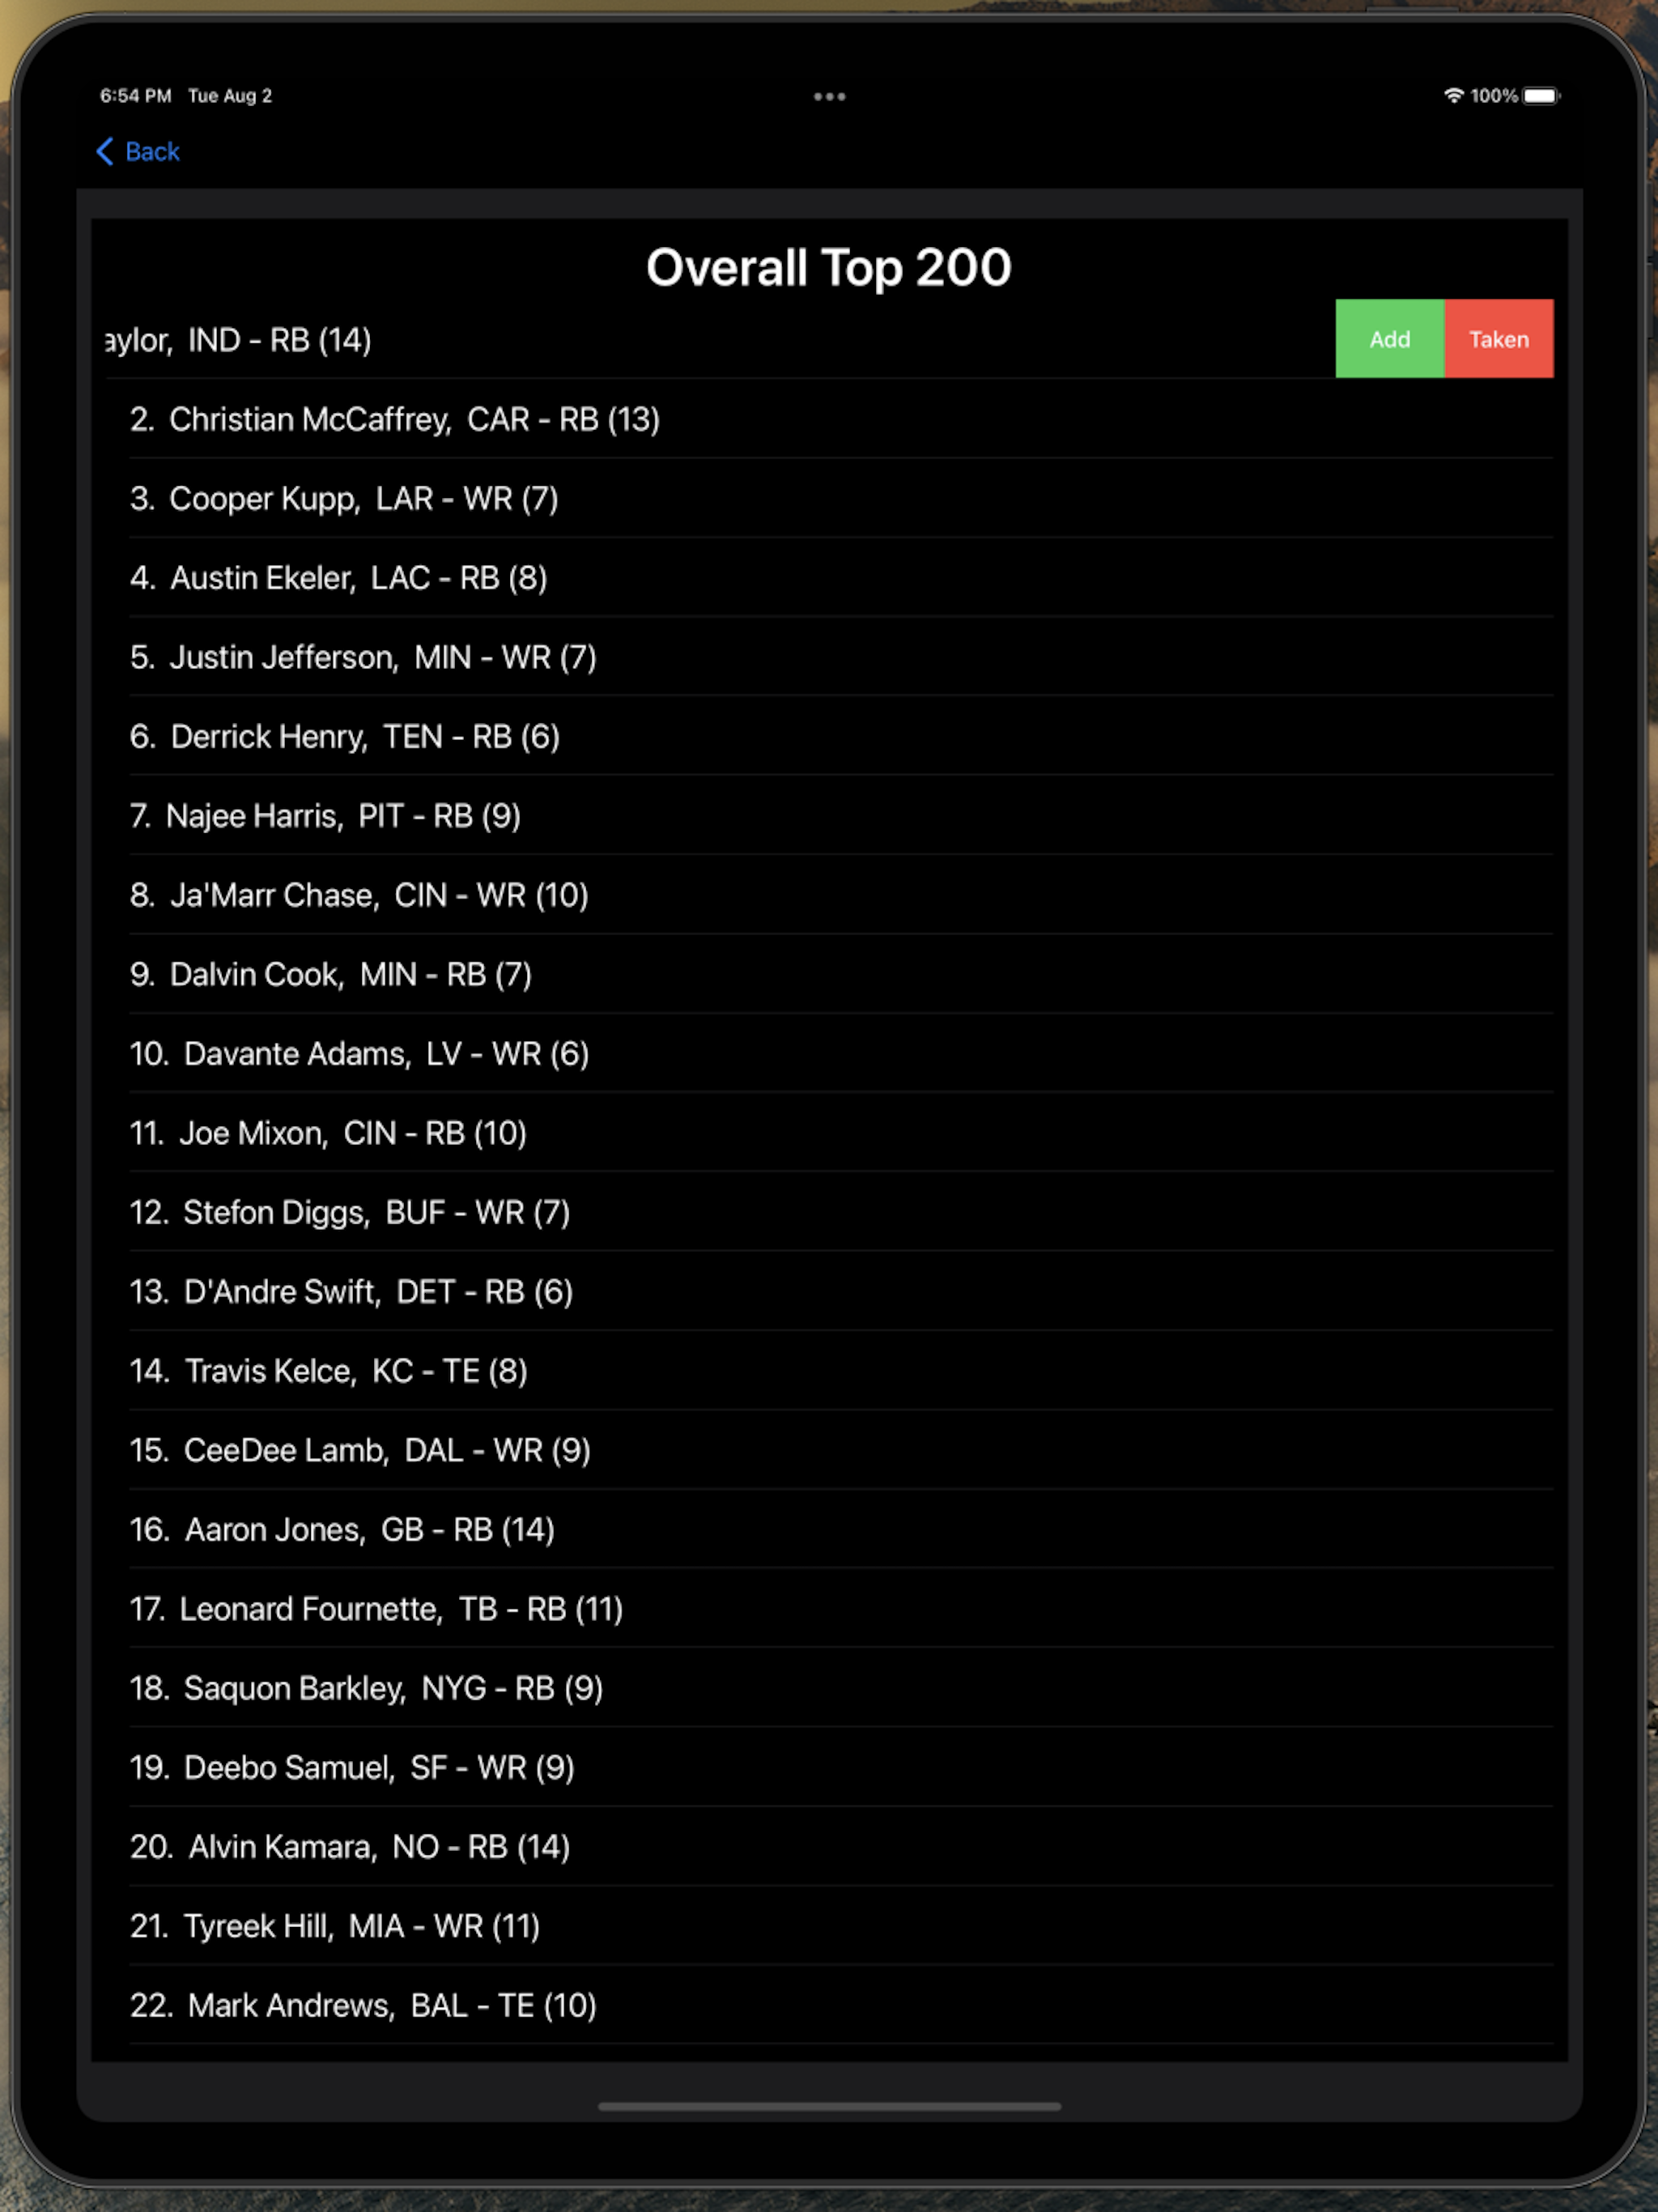 6:54 PM Tue Aug 2
100%
Back
Overall Top 200
aylor, IND - RB (14)
Add
Taken
2. Christian McCaffrey, CAR - RB (13)
3. Cooper Kupp, LAR - WR (7)
4. Austin Ekeler, LAC - RB (8)
5. Justin Jefferson, MIN - WR (7)
6. Derrick Henry, TEN - RB (6)
7. Najee Harris, PIT - RB (9)
8. Ja'Marr Chase, CIN - WR (10)
9. Dalvin Cook, MIN - RB (7)
10. Davante Adams, LV - WR (6)
11. Joe Mixon, CIN - RB (10)
12. Stefon Diggs, BUF - WR (7)
13. D'Andre Swift, DET - RB (6)
14. Travis Kelce, KC - TE (8)
15. CeeDee Lamb, DAL - WR (9)
16. Aaron Jones, GB - RB (14)
17. Leonard Fournette, TB - RB (11)
18. Saquon Barkley, NYG - RB (9)
19. Deebo Samuel, SF - WR (9)
20. Alvin Kamara, NO - RB (14)
21. Tyreek Hill, MIA - WR (11)
22. Mark Andrews, BAL - TE (10)